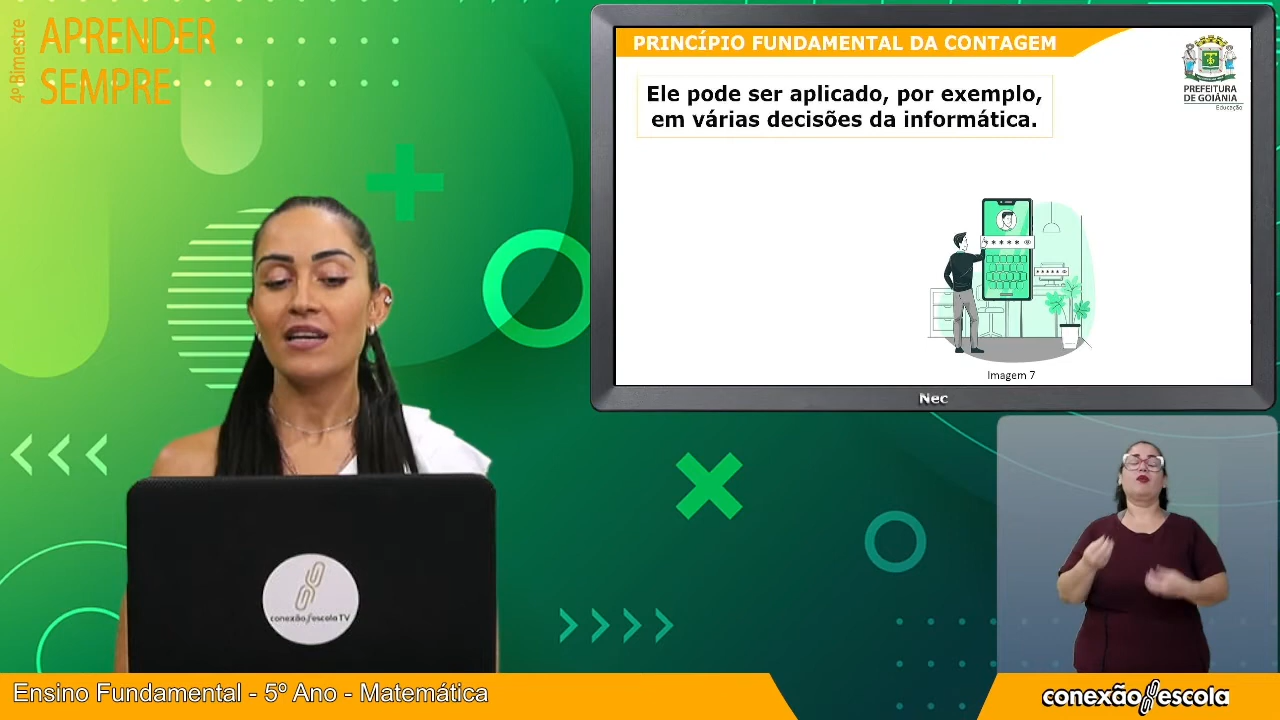 4º Bimestre
APRENDER
SEMPRE
PRINCÍPIO FUNDAMENTAL DA CONTAGEM
PREFEITURA
DE GOIÂNIA
Educação
Ele pode ser aplicado, por exemplo,
em várias decisões da informática.
Imagem 7
Nec
conexão escola TV
Ensino Fundamental - 5º Ano - Matemática
conexão escola